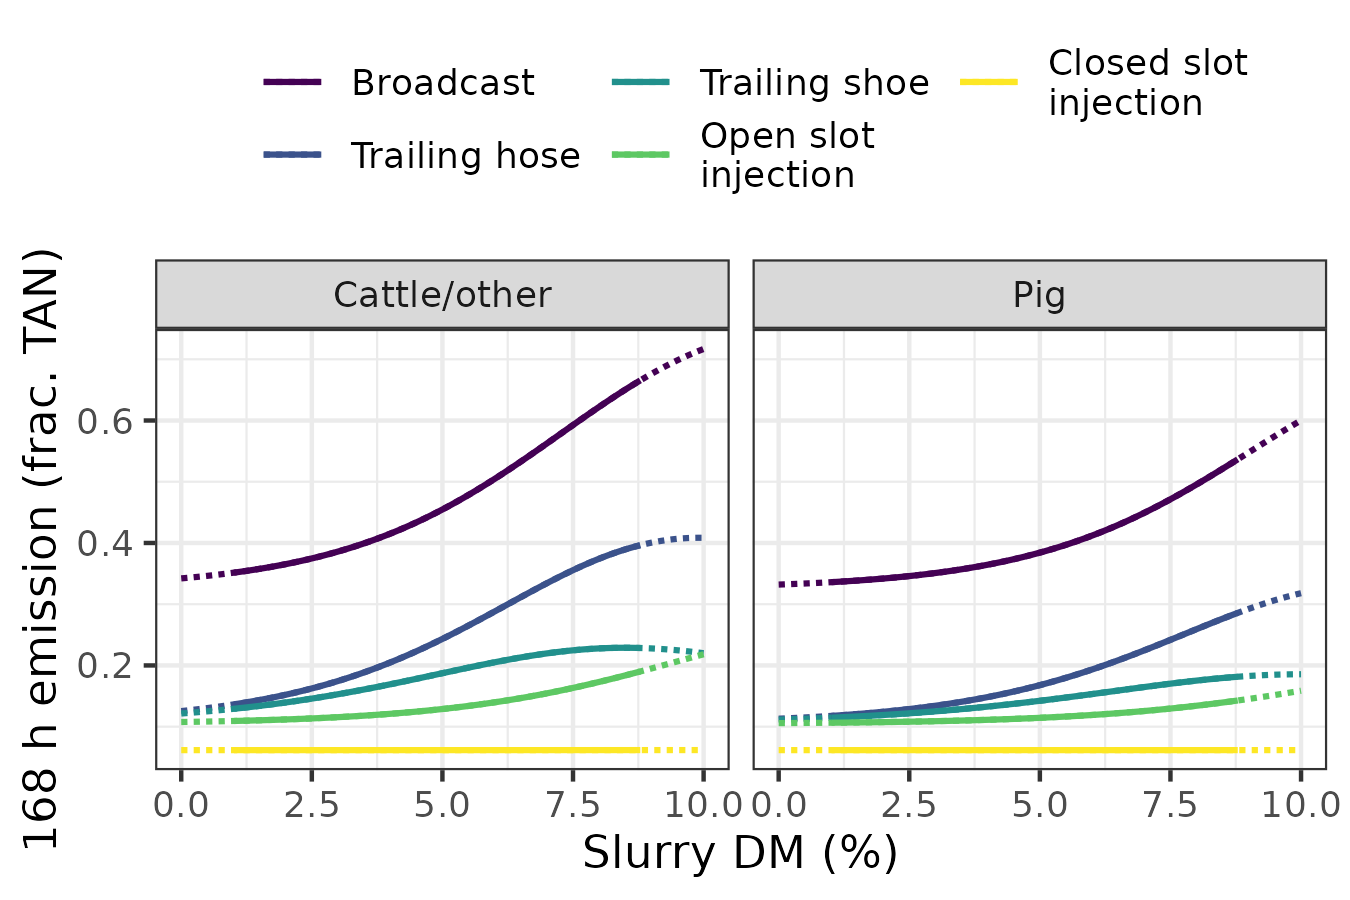 Broadcast
Trailing hose
Trailing shoe
Open slot
injection
Closed slot
injection
168 h emission (frac. TAN)
Cattle/other
Pig
0.6
0.4
0.2
0.0 2.5 5.0 7.5 10.0
0.0 2.5 5.0 7.5 10.0
Slurry DM (%)